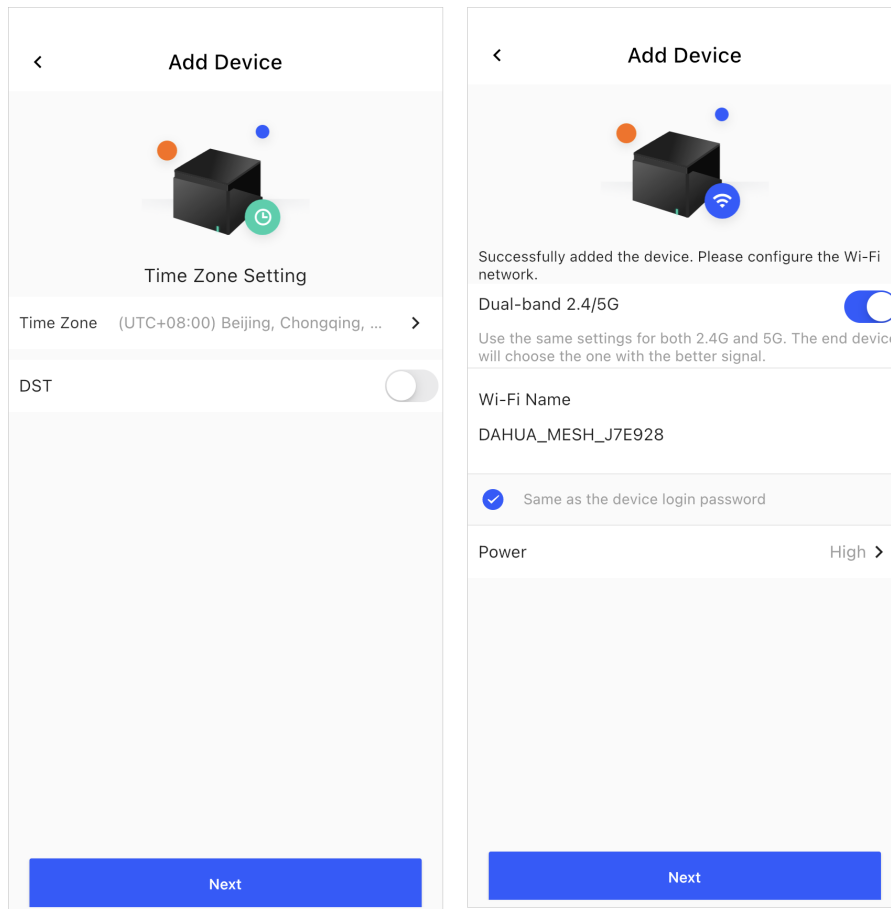 Add Device
Time Zone Setting
Time Zone (UTC+08:00) Beijing, Chongqing, ...
DST
Next
Add Device
Successfully added the device. Please configure the Wi-Fi
network.
Dual-band 2.4/5G
Use the same settings for both 2.4G and 5G. The end device
will choose the one with the better signal.
Wi-Fi Name
DAHUA_MESH_J7E928
Same as the device login password
Power High
Next